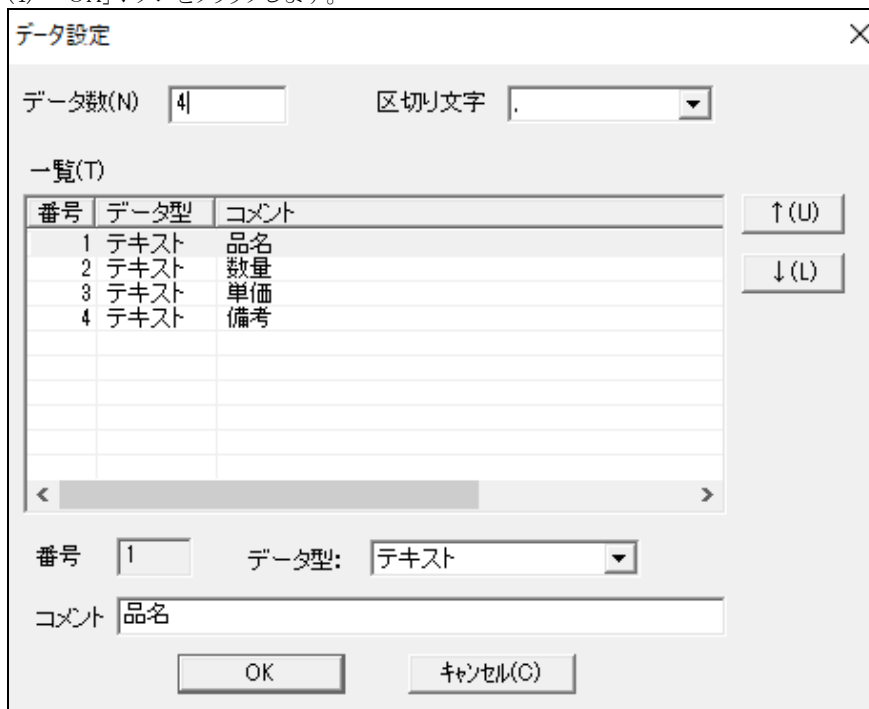 データ設定
データ数(N) 4 区切り文字 ,
一覧(T)
番号 データ型 コメント
1 テキスト 品名
2 テキスト 数量
3 テキスト 単価
4 テキスト 備考
↑(U)
↓(L)
番号 1 データ型: テキスト
コメント 品名
OK キャンセル(C)